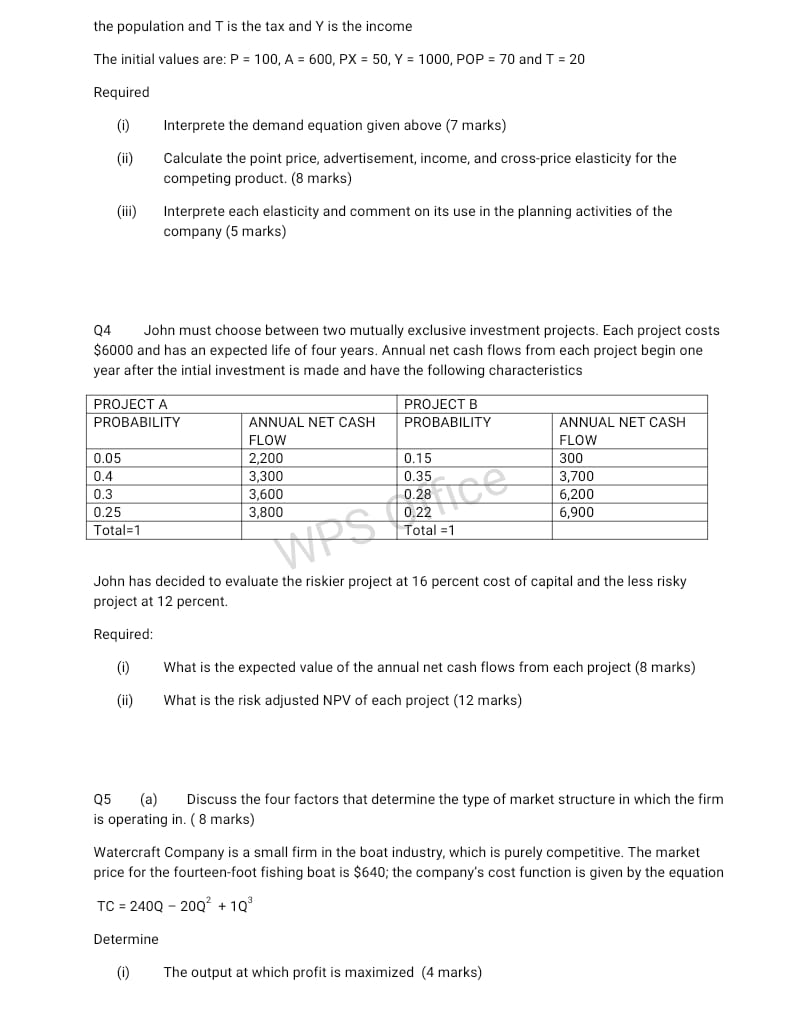 the population and T is the tax and Y is the income
The initial values are: P = 100, A = 600, PX = 50, Y = 1000, POP = 70 and T = 20
Required
(i) Interprete the demand equation given above (7 marks)
(ii) Calculate the point price, advertisement, income, and cross-price elasticity for the
competing product. (8 marks)
(iii) Interprete each elasticity and comment on its use in the planning activities of the
company (5 marks)
Q4 John must choose between two mutually exclusive investment projects. Each project costs
$6000 and has an expected life of four years. Annual net cash flows from each project begin one
year after the intial investment is made and have the following characteristics
PROJECT A PROJECT B
PROBABILITY ANNUAL NET CASH PROBABILITY ANNUAL NET CASH
FLOW FLOW
0.05 2,200 0.15 300
0.4 3,300 0.35 3,700
0.3 3,600 0.28 6,200
0.25 3,800 0.22 6,900
Total=1 Total =1
WPS Office
John has decided to evaluate the riskier project at 16 percent cost of capital and the less risky
project at 12 percent.
Required:
(i) What is the expected value of the annual net cash flows from each project (8 marks)
(ii) What is the risk adjusted NPV of each project (12 marks)
Q5 (a) Discuss the four factors that determine the type of market structure in which the firm
is operating in. ( 8 marks)
Watercraft Company is a small firm in the boat industry, which is purely competitive. The market
price for the fourteen-foot fishing boat is $640; the company's cost function is given by the equation
TC = 240Q – 20Q² + 1Q³
Determine
(i) The output at which profit is maximized (4 marks)